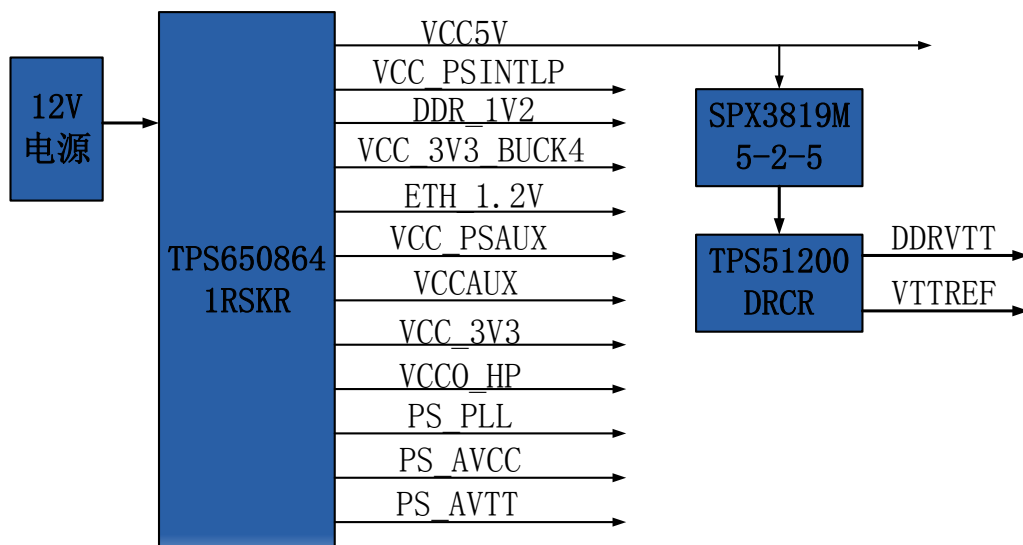 12V
电源
TPS650864
1RSKR
VCC5V
VCC_PSINTLP
DDR_1V2
VCC_3V3_BUCK4
ETH_1.2V
VCC_PSAUX
VCCAUX
VCC_3V3
VCCO_HP
PS_PLL
PS_AVCC
PS_AVTT
SPX3819M
5-2-5
TPS51200
DRCR
DDRVTT
VTTREF